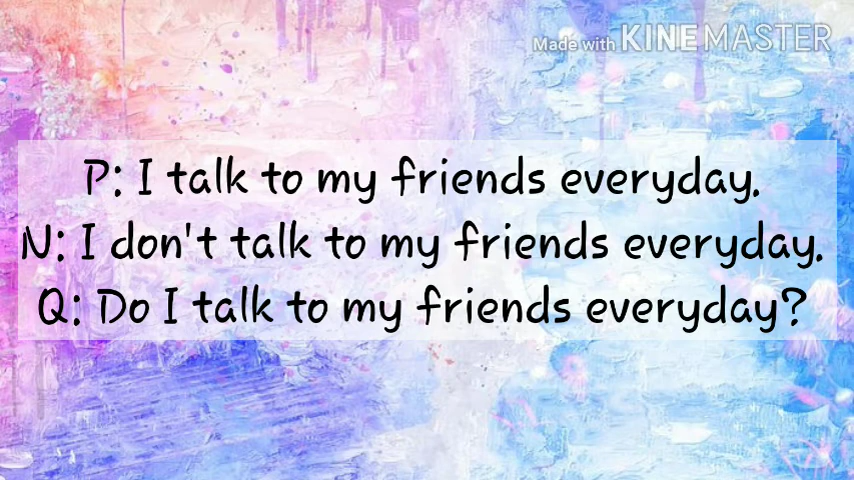 Made with KINEMASTER
P: I talk to my friends everyday.
N: I don't talk to my friends everyday.
Q: Do I talk to my friends everyday?